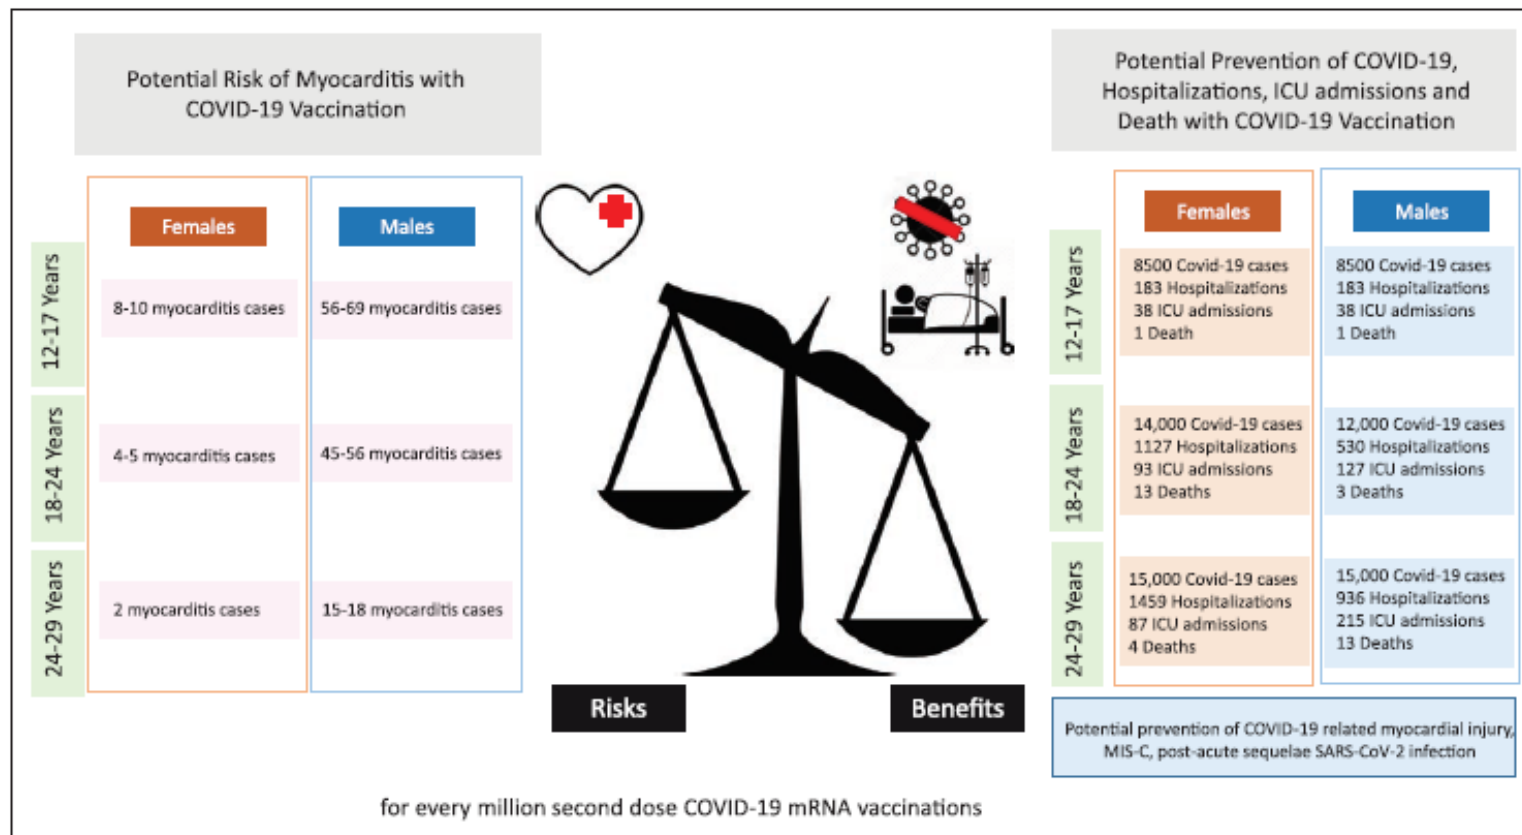 Potential Risk of Myocarditis with
COVID-19 Vaccination
Females
Males
12-17 Years
8-10 myocarditis cases
56-69 myocarditis cases
18-24 Years
4-5 myocarditis cases
45-56 myocarditis cases
24-29 Years
2 myocarditis cases
15-18 myocarditis cases
Risks
Benefits
Potential Prevention of COVID-19,
Hospitalizations, ICU admissions and
Death with COVID-19 Vaccination
Females
Males
12-17 Years
8500 Covid-19 cases
183 Hospitalizations
38 ICU admissions
1 Death
8500 Covid-19 cases
183 Hospitalizations
38 ICU admissions
1 Death
18-24 Years
14,000 Covid-19 cases
1127 Hospitalizations
93 ICU admissions
13 Deaths
12,000 Covid-19 cases
530 Hospitalizations
127 ICU admissions
3 Deaths
24-29 Years
15,000 Covid-19 cases
1459 Hospitalizations
87 ICU admissions
4 Deaths
15,000 Covid-19 cases
936 Hospitalizations
215 ICU admissions
13 Deaths
Potential prevention of COVID-19 related myocardial injury,
MIS-C, post-acute sequelae SARS-CoV-2 infection
for every million second dose COVID-19 mRNA vaccinations